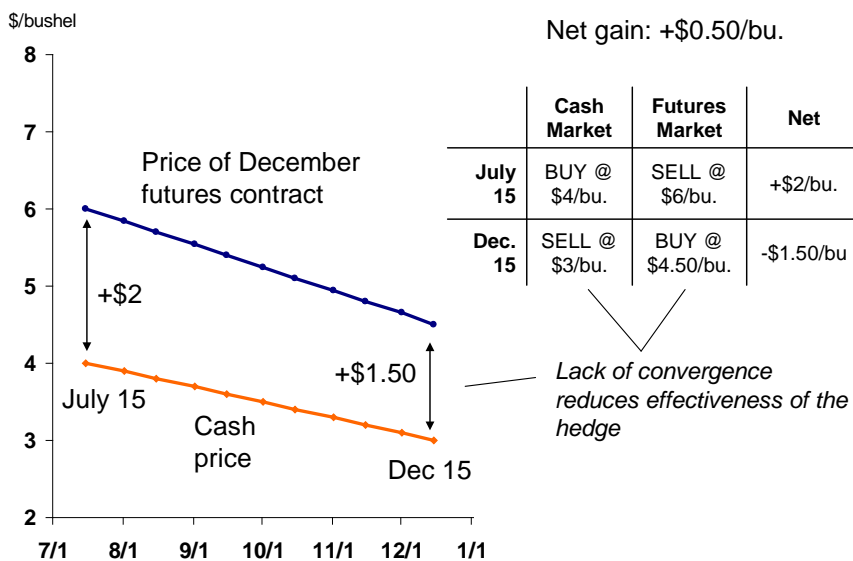 $/bushel
8
7
6
5
4
3
2
7/1 8/1 9/1 10/1 11/1 12/1 1/1
Price of December
futures contract
+$2
July 15
Cash
price
+$1.50
Dec 15
Net gain: +$0.50/bu.
Cash
Market
Futures
Market
Net
July
15
BUY @
$4/bu.
SELL @
$6/bu.
+$2/bu.
Dec.
15
SELL @
$3/bu.
BUY @
$4.50/bu.
-$1.50/bu
Lack of convergence
reduces effectiveness of the
hedge